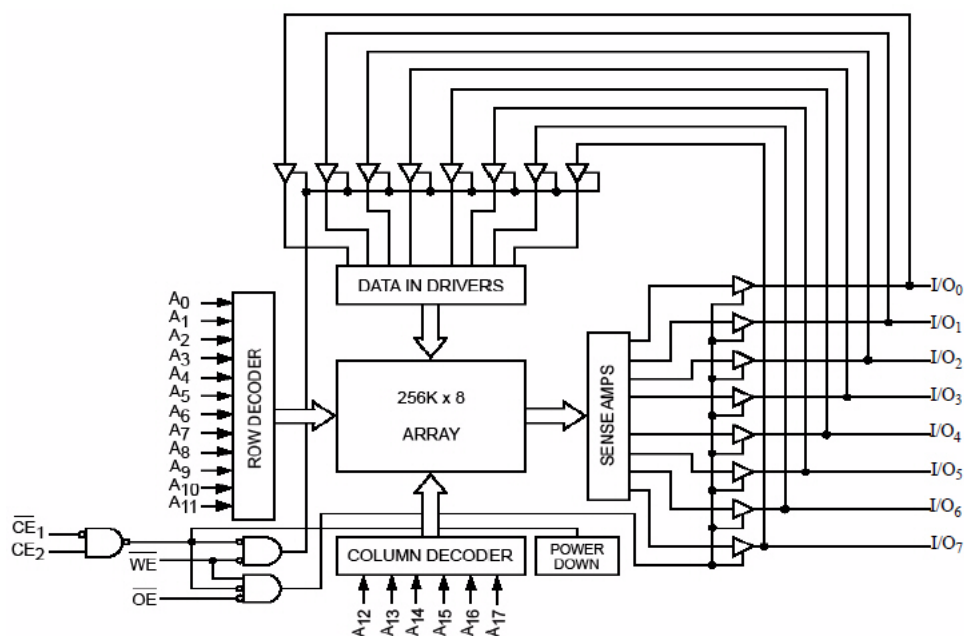 DATA IN DRIVERS
A0
A1
A2
A3
A4
A5
A6
A7
A8
A9
A10
A11
ROW DECODER
256K x 8
ARRAY
SENSE AMPS
I/O0
I/O1
I/O2
I/O3
I/O4
I/O5
I/O6
I/O7
CE1
CE2
WE
OE
COLUMN DECODER
POWER
DOWN
A12
A13
A14
A15
A16
A17